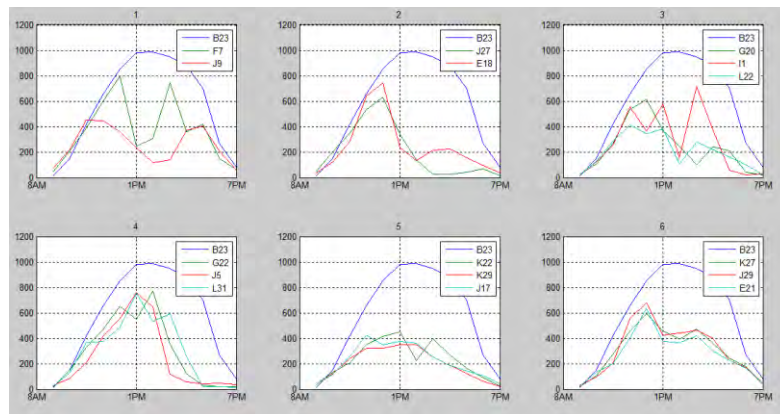 1
1200
1000
800
600
400
200
0
8AM
1PM
7PM
B23
F7
J9
2
1200
1000
800
600
400
200
0
8AM
1PM
7PM
B23
J27
E18
3
1200
1000
800
600
400
200
0
8AM
1PM
7PM
B23
G20
I1
L22
4
1200
1000
800
600
400
200
0
8AM
1PM
7PM
B23
G22
J5
L31
5
1200
1000
800
600
400
200
0
8AM
1PM
7PM
B23
K22
K29
J17
6
1200
1000
800
600
400
200
0
8AM
1PM
7PM
B23
K27
J29
E21